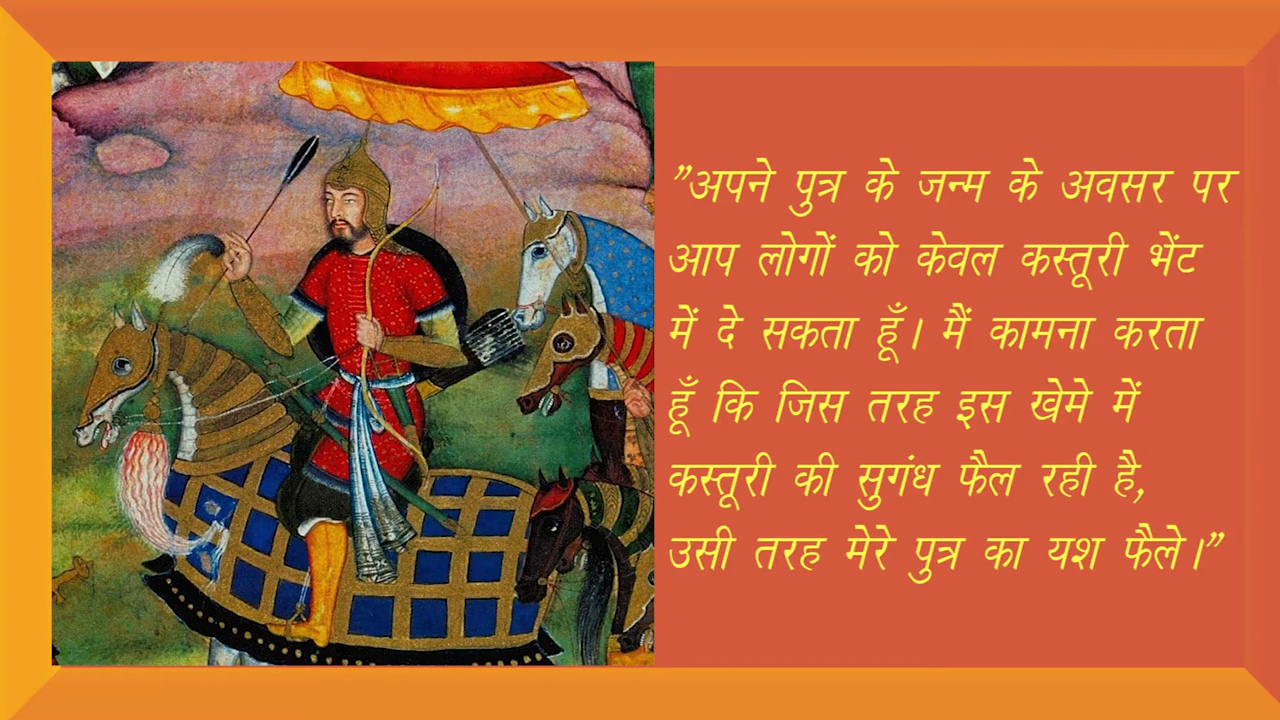 ”अपने पुत्र के जन्म के अवसर पर
आप लोगों को केवल कस्तूरी भेंट
में दे सकता हूँ। मैं कामना करता
हूँ कि जिस तरह इस खेमे में
कस्तूरी की सुगंध फैल रही है,
उसी तरह मेरे पुत्र का यश फैले।”